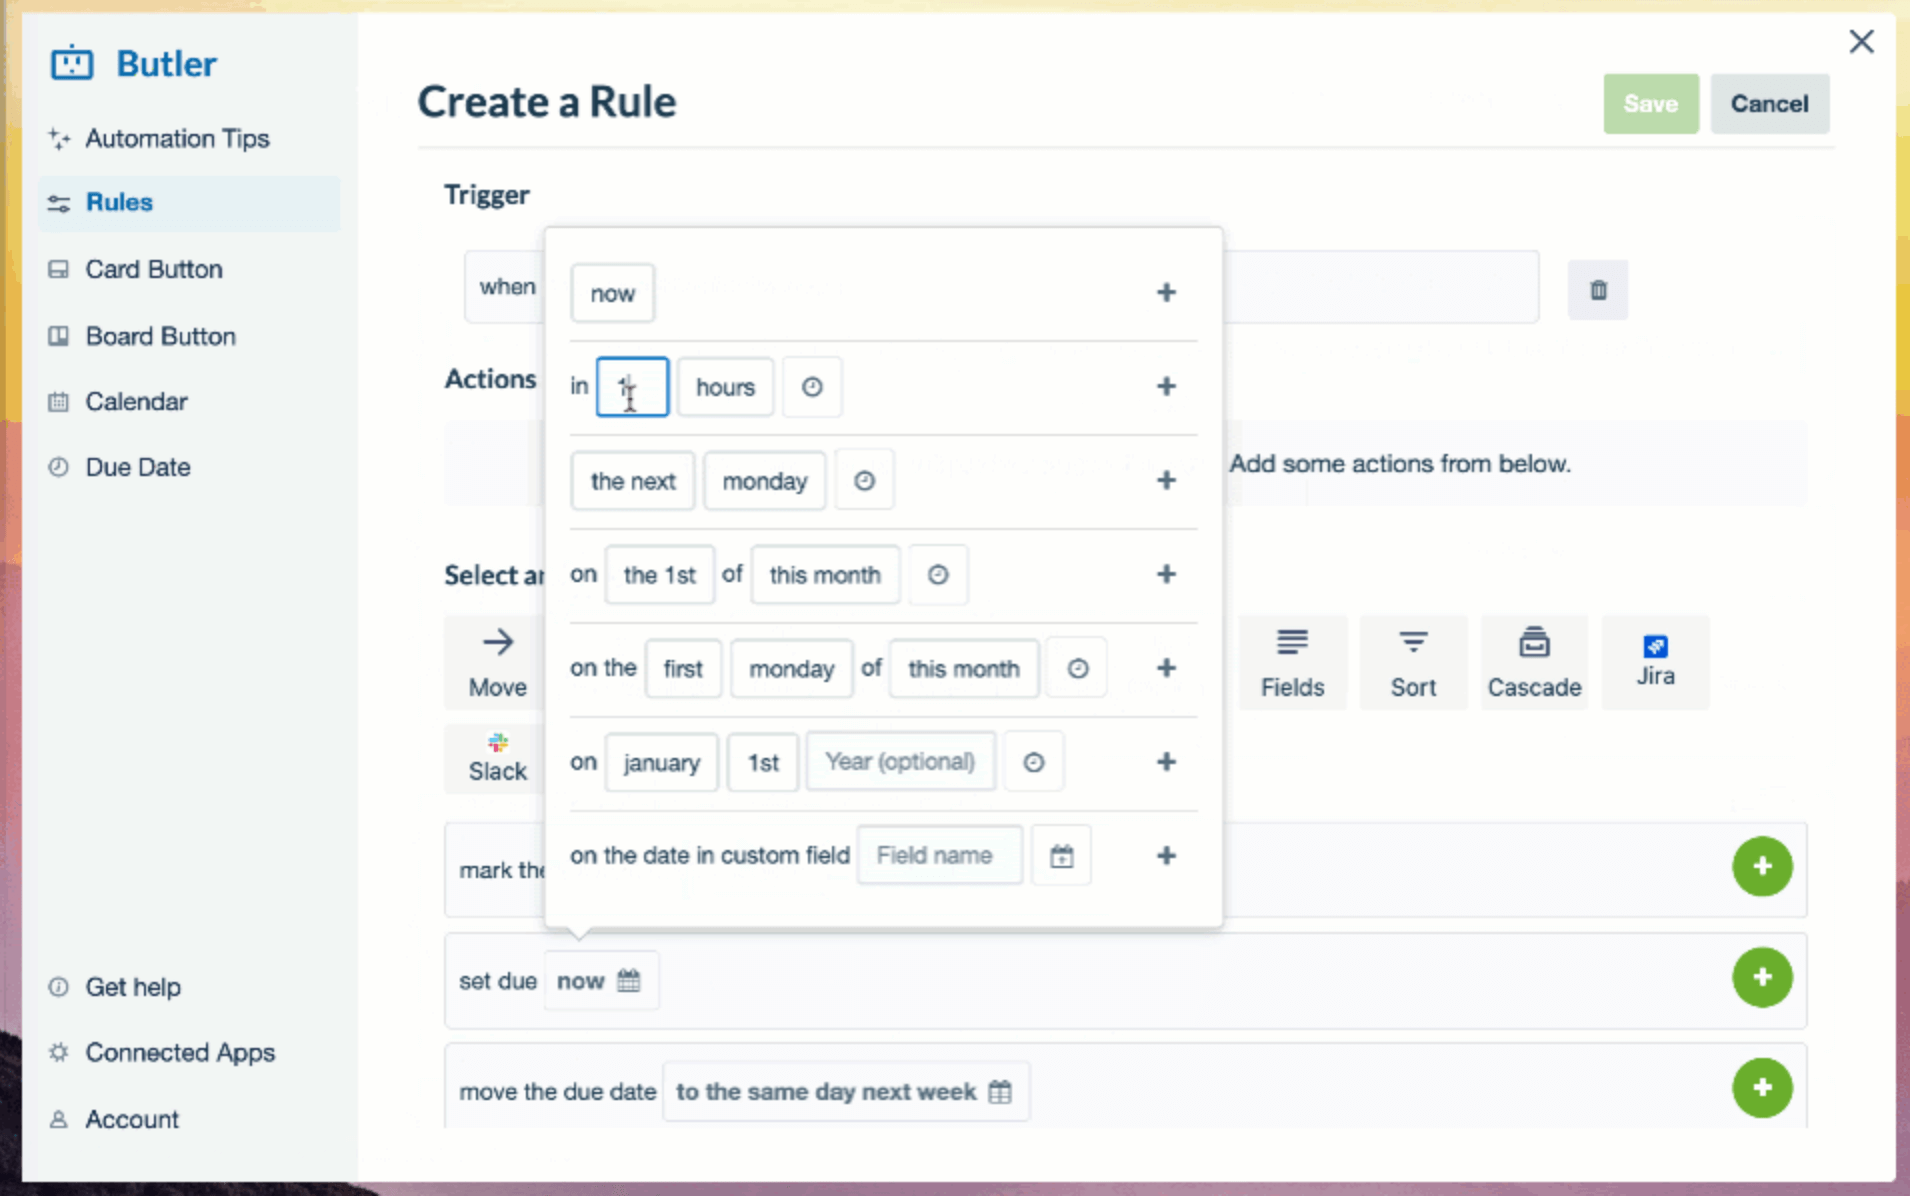 Butler
Automation Tips
Rules
Card Button
Board Button
Calendar
Due Date
Get help
Connected Apps
Account
Create a Rule
Save
Cancel
Trigger
when
now
in 1 hours
the next monday
on the 1st of this month
on the first monday of this month
on january 1st Year (optional)
on the date in custom field Field name
Actions
Add some actions from below.
Select
Move
Fields
Sort
Cascade
Jira
Slack
mark the
set due now
move the due date to the same day next week